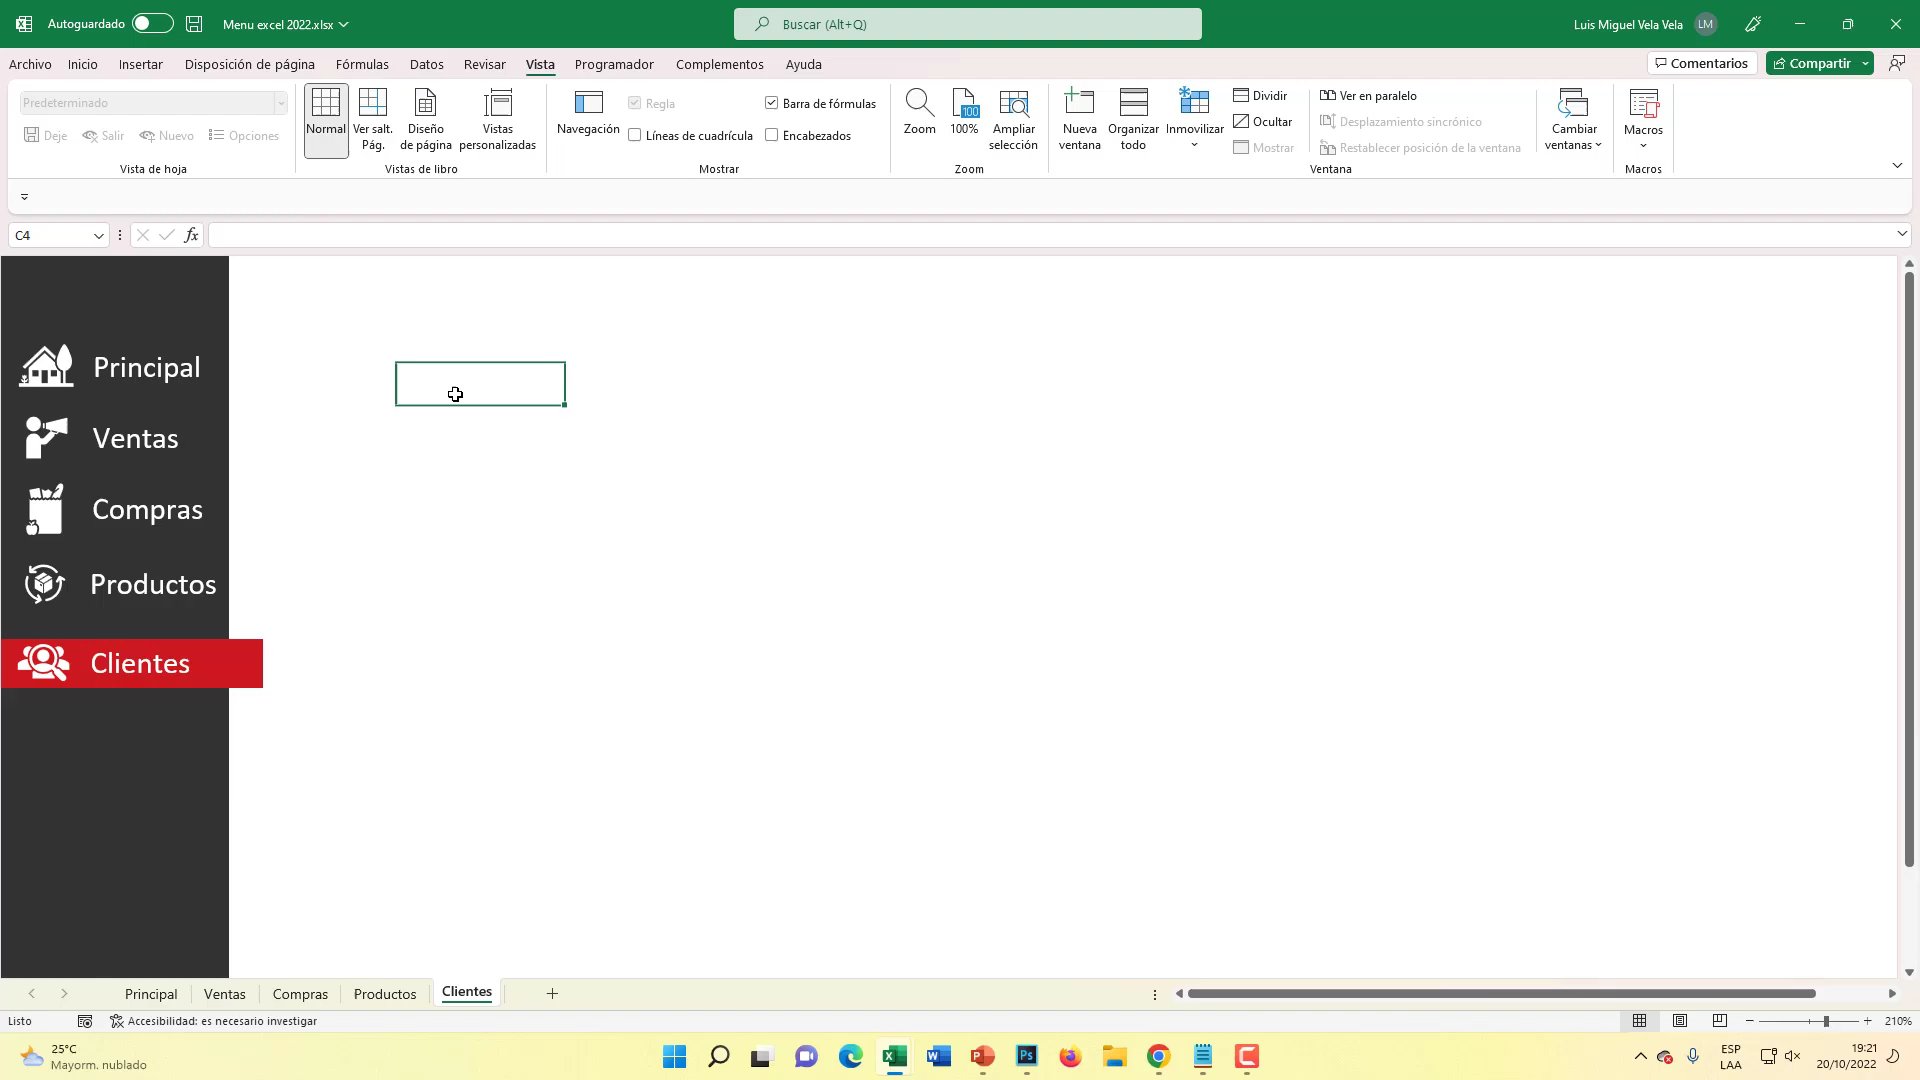 Autoguardado
Menu excel 2022.xlsx
Buscar (Alt+Q)
Luis Miguel Vela Vela
LM
Archivo Inicio Insertar Disposición de página Fórmulas Datos Revisar Vista Programador Complementos Ayuda
Comentarios
Compartir
Predeterminado
Deje Salir Nuevo Opciones
Vista de hoja
Normal
Ver salt.
Pág.
Diseño
de página
Vistas
personalizadas
Vistas de libro
Navegación
Regla
Barra de fórmulas
Líneas de cuadrícula
Encabezados
Mostrar
Zoom
100
100%
Ampliar
selección
Zoom
Nueva
ventana
Organizar
todo
Inmovilizar
Dividir
Ocultar
Mostrar
Ver en paralelo
Desplazamiento sincrónico
Restablecer posición de la ventana
Cambiar
ventanas
Ventana
Macros
Macros
C4
fx
Principal
Ventas
Compras
Productos
Clientes
Principal Ventas Compras Productos Clientes
Listo
Accesibilidad: es necesario investigar
210%
25°C
Mayorm. nublado
Ps
ESP
LAA
19:21
20/10/2022